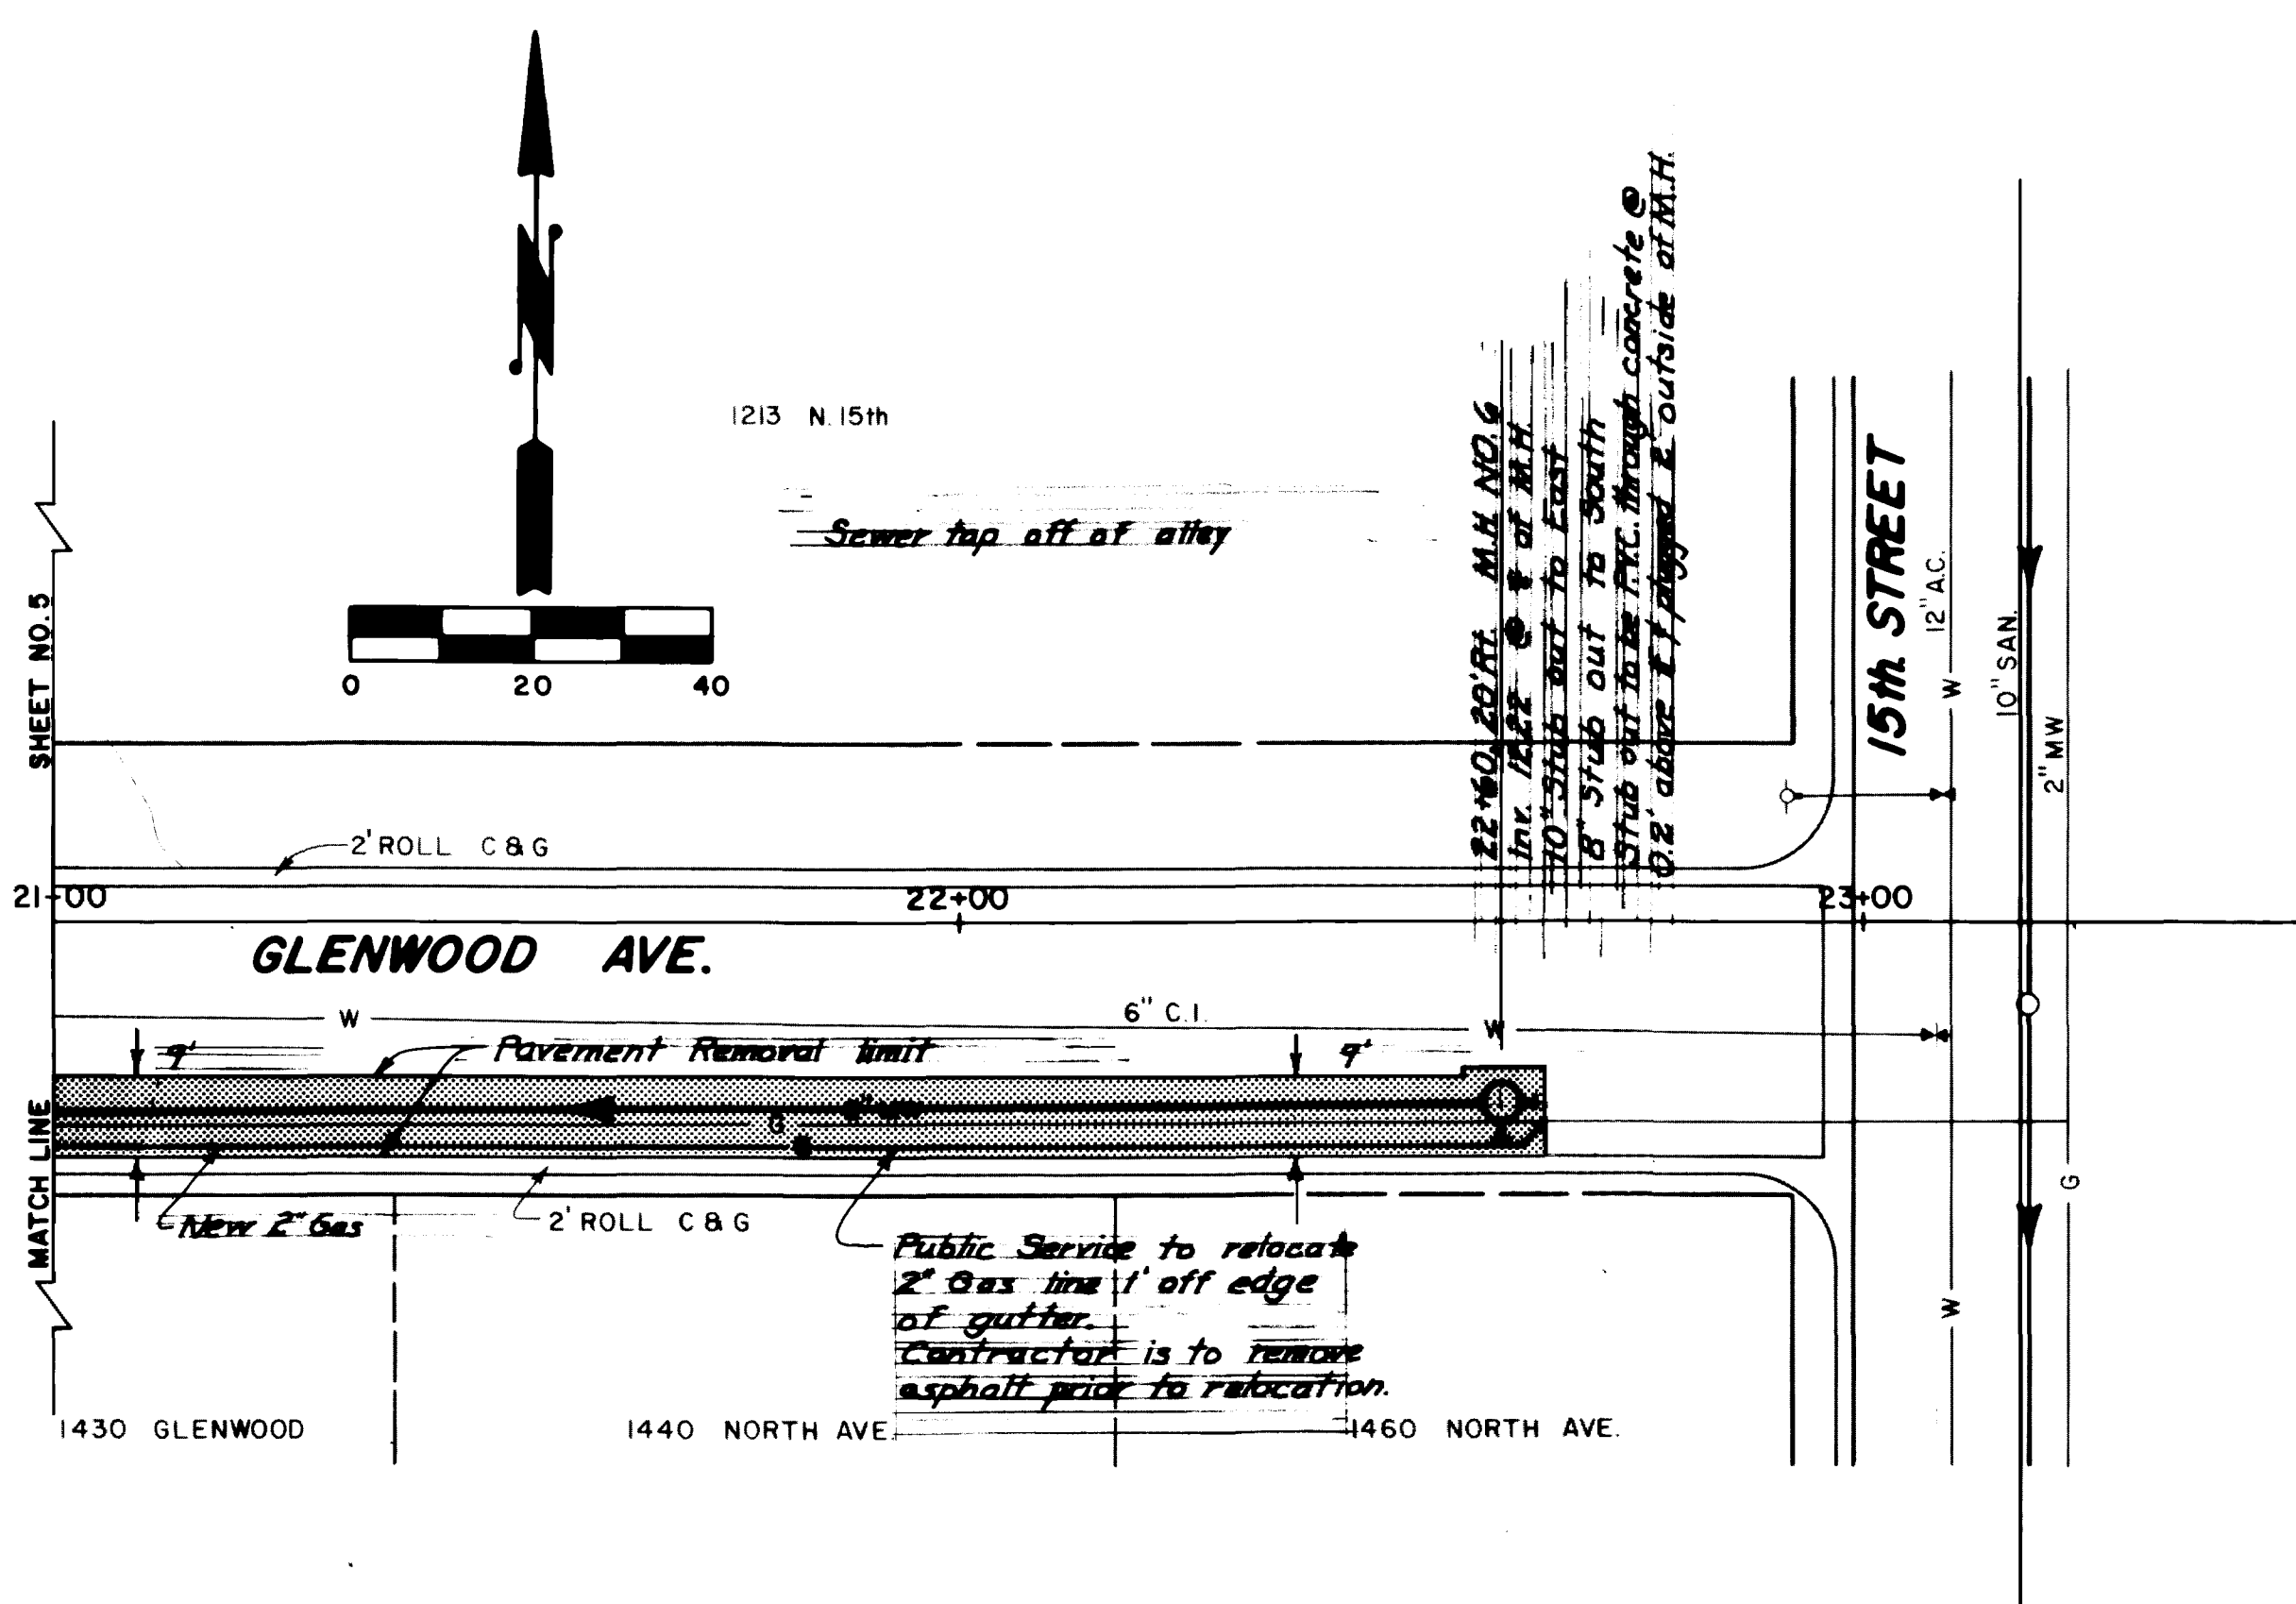 1213 N. 15th
Sewer tap off of alley
0 20 40
SHEET NO. 5
MATCH LINE
22+60, 20' Rt. M.H. NO. 6
Inv. 12.22 @ ℄ of M.H.
10" Stub out to East
8" Stub out to South
Stub out to be P.V.C. through concrete @
0.2' above & plugged 2' outside of M.H.
15th STREET
12" A.C.
W
10" SAN.
2" MW
2' ROLL C & G
21+00
22+00
23+00
GLENWOOD AVE.
W
6" C.I.
W
9'
Pavement Removal limit
9'
G
New 2" Gas
2' ROLL C & G
Public Service to relocate
2" Gas line 1' off edge
of gutter.
Contractor is to remove
asphalt prior to relocation.
G
W
1430 GLENWOOD
1440 NORTH AVE.
1460 NORTH AVE.